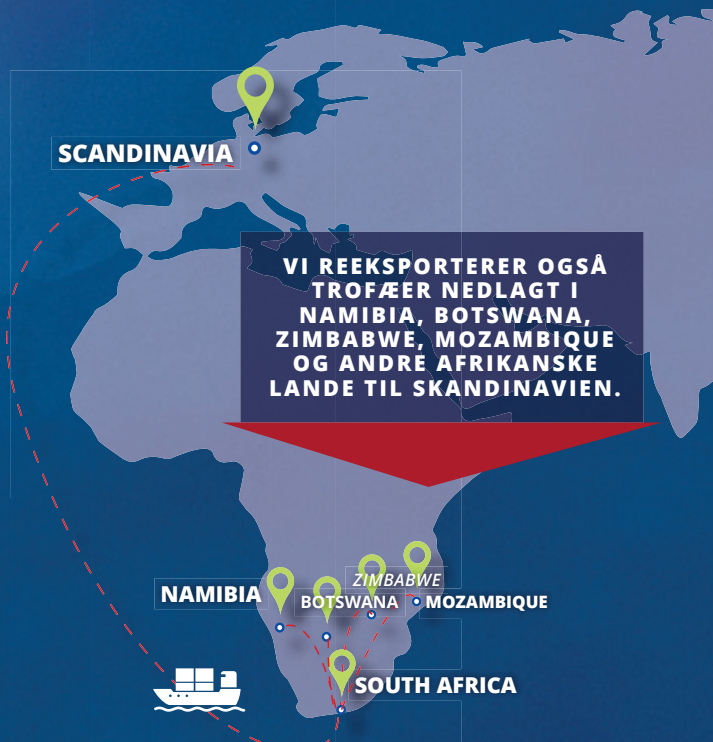 SCANDINAVIA
VI REEKSPORTERER OGSÅ
TROFÆER NEDLAGT I
NAMIBIA, BOTSWANA,
ZIMBABWE, MOZAMBIQUE
OG ANDRE AFRIKANSKE
LANDE TIL SKANDINAVIEN.
ZIMBABWE
NAMIBIA
BOTSWANA
MOZAMBIQUE
SOUTH AFRICA